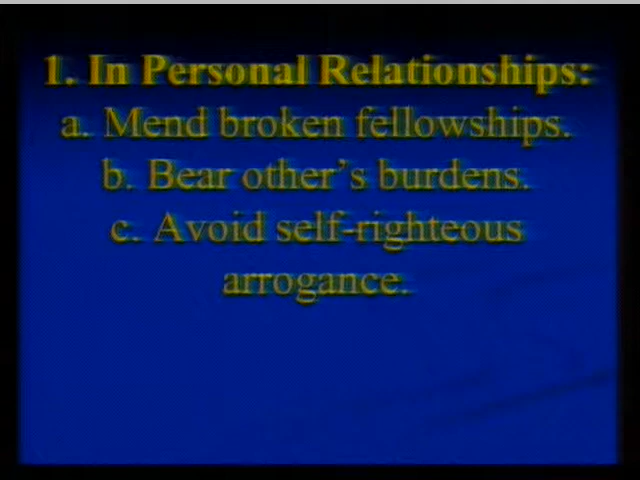 1. In Personal Relationships:
a. Mend broken fellowships.
b. Bear other's burdens.
c. Avoid self-righteous
arrogance.